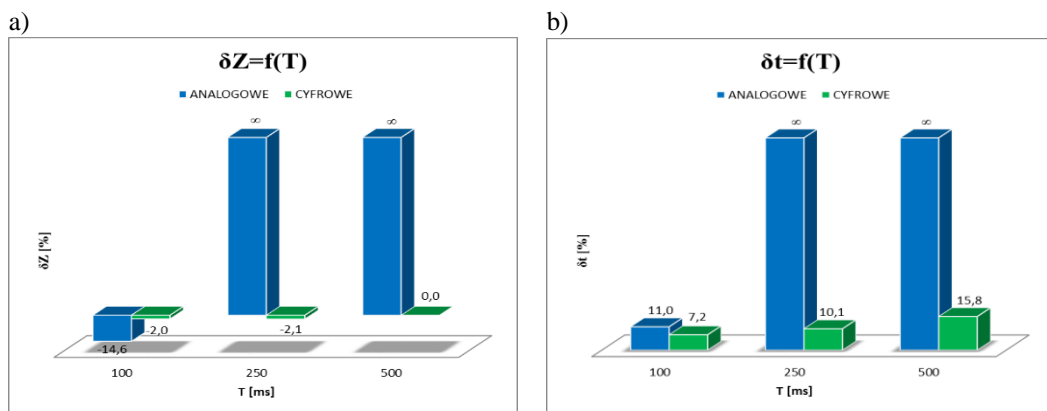 a)
δZ=f(T)
ANALOGOWE CYFROWE
∞ ∞
δZ [%]
0,0
-2,0 -2,1
-14,6
100 250 500
T [ms]
b)
δt=f(T)
ANALOGOWE CYFROWE
∞ ∞
δt [%]
11,0 7,2 10,1 15,8
100 250 500
T [ms]